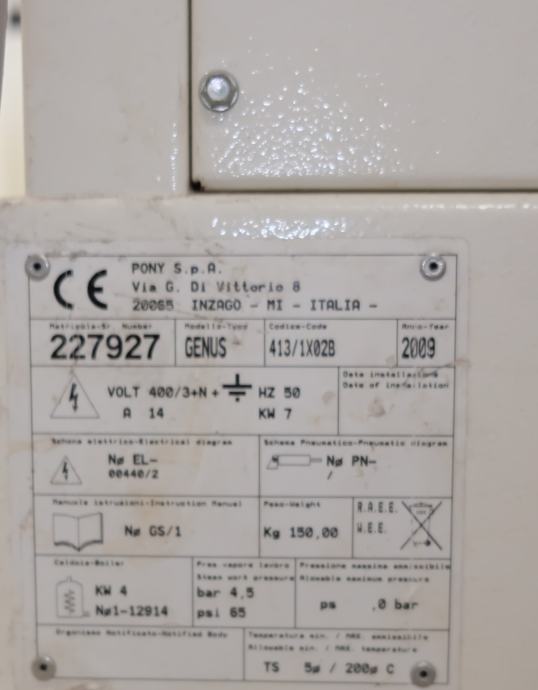 CE
PONY S.p.A.
Via G. Di Vittorio 8
20065 INZAGO - MI - ITALIA -
Matricola-Sr. Number Modello-Type Codice-Code Anno-Year
227927 GENUS 413/1X02B 2009
Data installazione
Date of installation
VOLT 400/3+N+ HZ 50
A 14 KW 7
Schema elettrico-Electrical diagram Schema Pneumatico-Pneumatic diagram
Nø EL- Nø PN-
00440/2 /
Manuale istruzioni-Instruction Manual Peso-Weight R.A.E.E.
Nø GS/1 Kg 150,00 W.E.E.
Caldaia-Boiler Pres vapore lavoro Pressione massima ammissibile
Steam work pressure Allowable maximum pressure
KW 4 bar 4,5 ps ,0 bar
Nø1-12914 psi 65
Organismo Notificato-Notified Body Temperatura min. / MAX. ammissibile
Allowable min. / MAX. temperature
TS 5ø / 200ø C